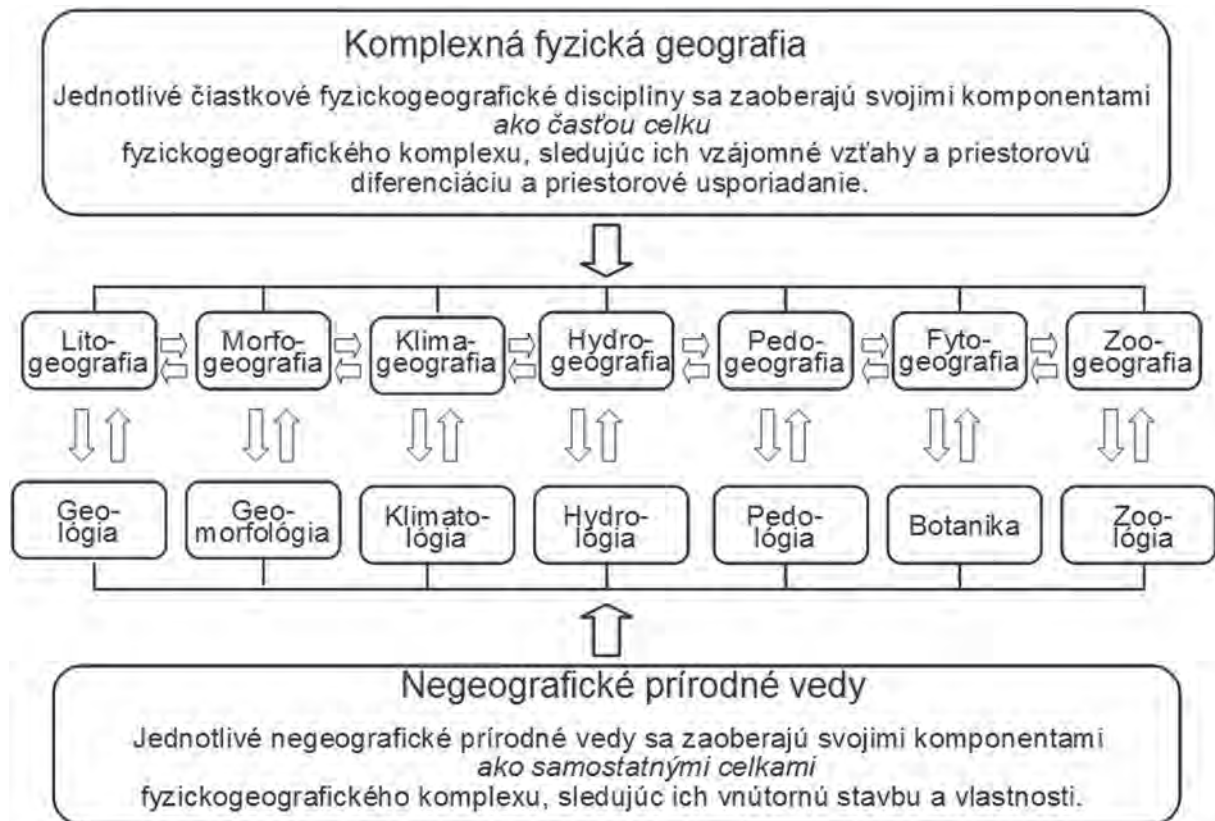 Komplexná fyzická geografia
Jednotlivé čiastkové fyzickogeografické disciplíny sa zaoberajú svojimi komponentami
ako časťou celku
fyzickogeografického komplexu, sledujúc ich vzájomné vzťahy a priestorovú
diferenciáciu a priestorové usporiadanie.
Lito-
geografia
Morfo-
geografia
Klima-
geografia
Hydro-
geografia
Pedo-
geografia
Fyto-
geografia
Zoo-
geografia
Geo-
lógia
Geo-
morfológia
Klimato-
lógia
Hydro-
lógia
Pedo-
lógia
Botanika
Zoo-
lógia
Negeografické prírodné vedy
Jednotlivé negeografické prírodné vedy sa zaoberajú svojimi komponentami
ako samostatnými celkami
fyzickogeografického komplexu, sledujúc ich vnútornú stavbu a vlastnosti.